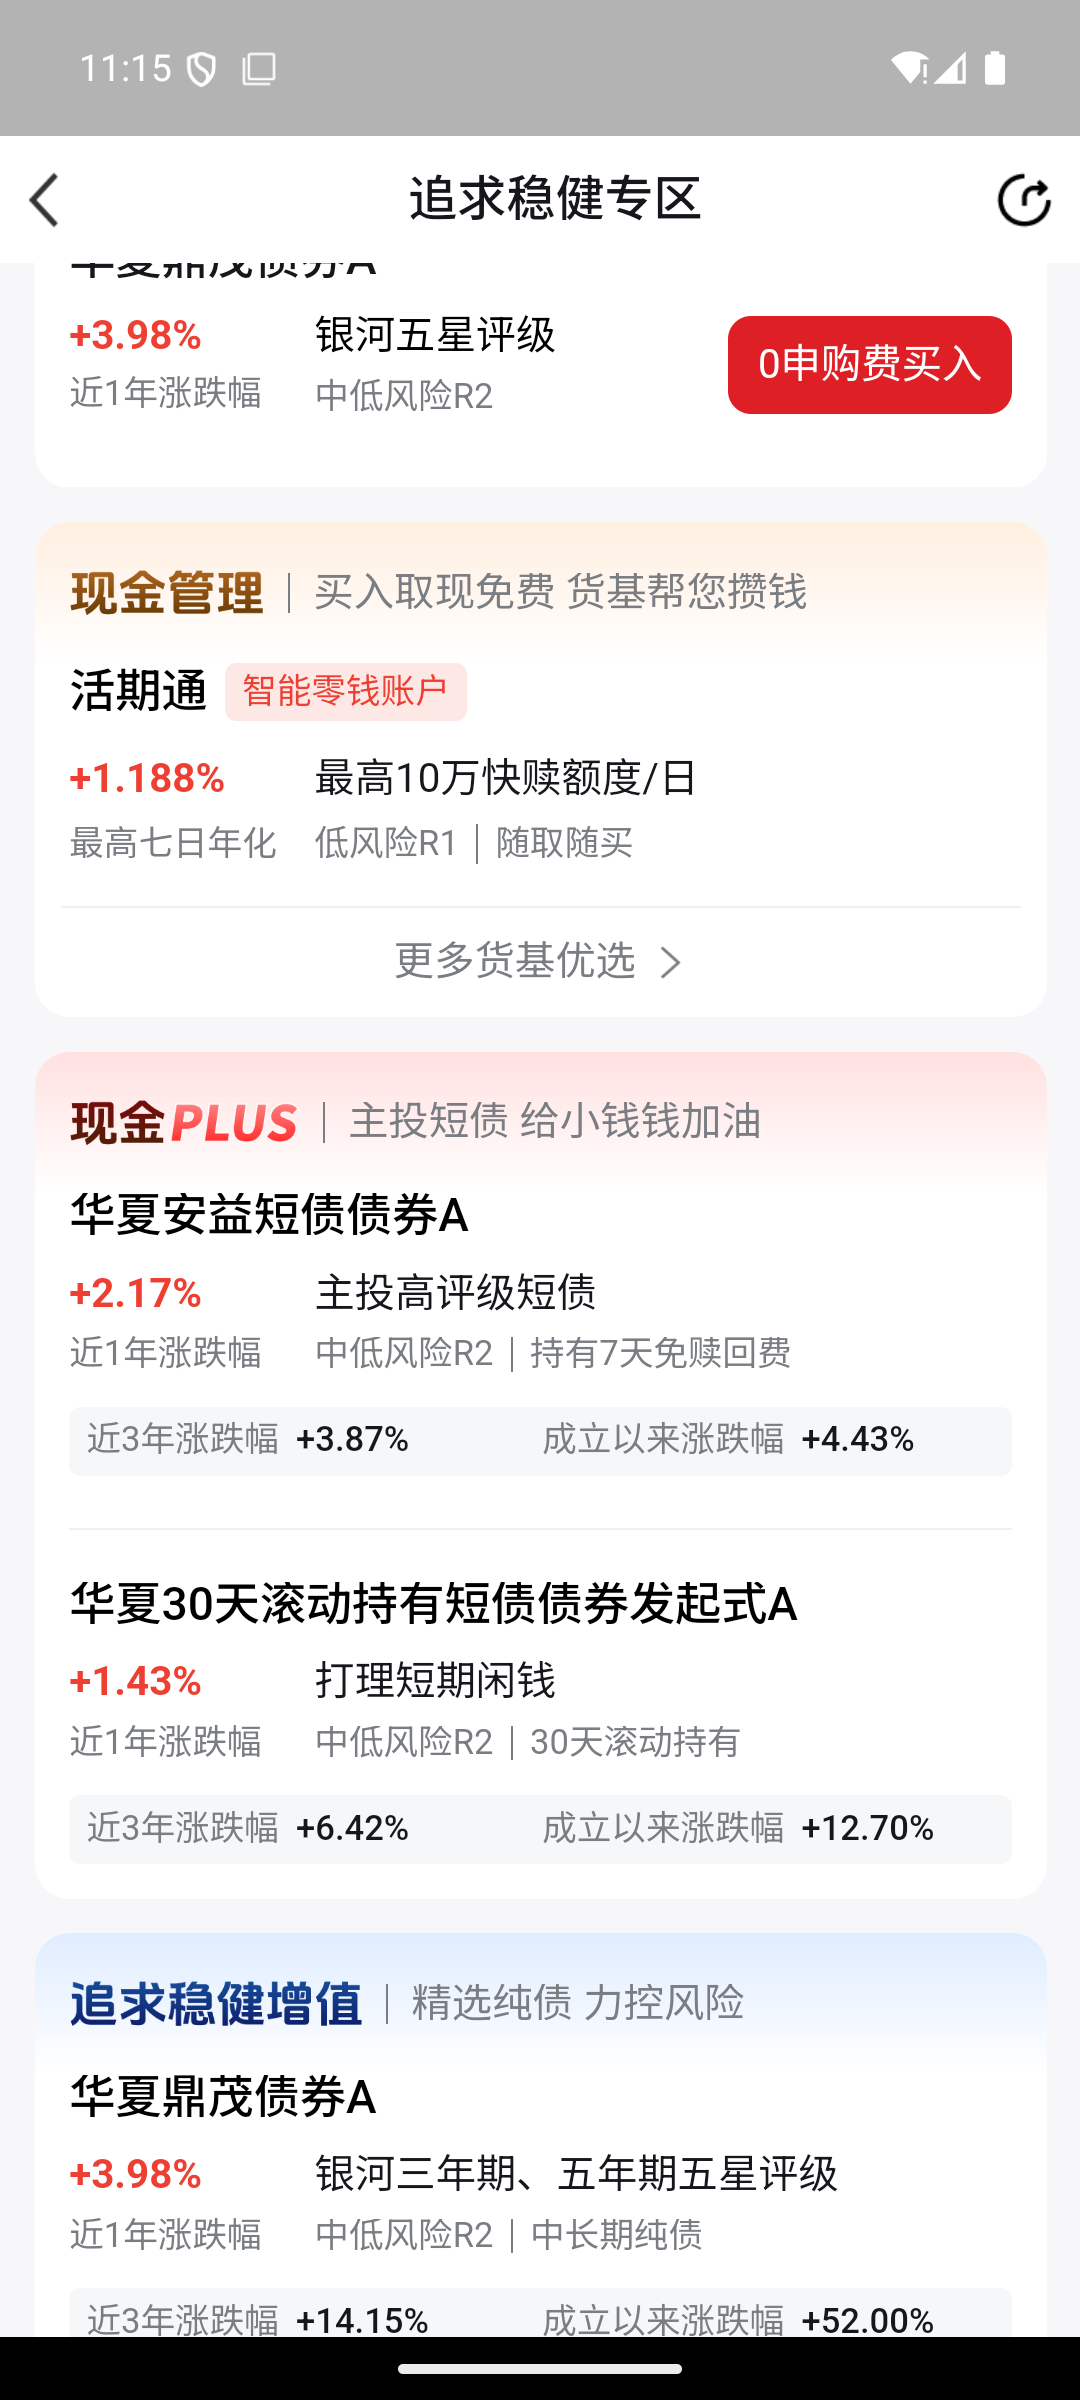 11:15
追求稳健专区
华夏鼎茂债券A
+3.98%
银河五星评级
0申购费买入
近1年涨跌幅
中低风险R2
现金管理 | 买入取现免费 货基帮您攒钱
活期通 智能零钱账户
+1.188%
最高10万快赎额度/日
最高七日年化
低风险R1 | 随取随买
更多货基优选
现金PLUS | 主投短债 给小钱钱加油
华夏安益短债债券A
+2.17%
主投高评级短债
近1年涨跌幅
中低风险R2 | 持有7天免赎回费
近3年涨跌幅 +3.87%
成立以来涨跌幅 +4.43%
华夏30天滚动持有短债债券发起式A
+1.43%
打理短期闲钱
近1年涨跌幅
中低风险R2 | 30天滚动持有
近3年涨跌幅 +6.42%
成立以来涨跌幅 +12.70%
追求稳健增值 | 精选纯债 力控风险
华夏鼎茂债券A
+3.98%
银河三年期、五年期五星评级
近1年涨跌幅
中低风险R2 | 中长期纯债
近3年涨跌幅 +14.15%
成立以来涨跌幅 +52.00%